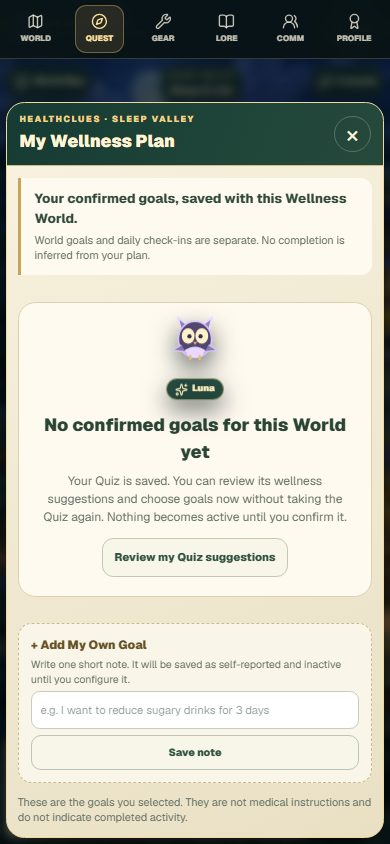 WORLD
QUEST
GEAR
LORE
COMM
PROFILE
HEALTHCLUES · SLEEP VALLEY
My Wellness Plan
Your confirmed goals, saved with this Wellness
World.
World goals and daily check-ins are separate. No completion is
inferred from your plan.
Luna
No confirmed goals for this World
yet
Your Quiz is saved. You can review its wellness
suggestions and choose goals now without taking the
Quiz again. Nothing becomes active until you confirm it.
Review my Quiz suggestions
+ Add My Own Goal
Write one short note. It will be saved as self-reported and inactive
until you configure it.
e.g. I want to reduce sugary drinks for 3 days
Save note
These are the goals you selected. They are not medical instructions and
do not indicate completed activity.